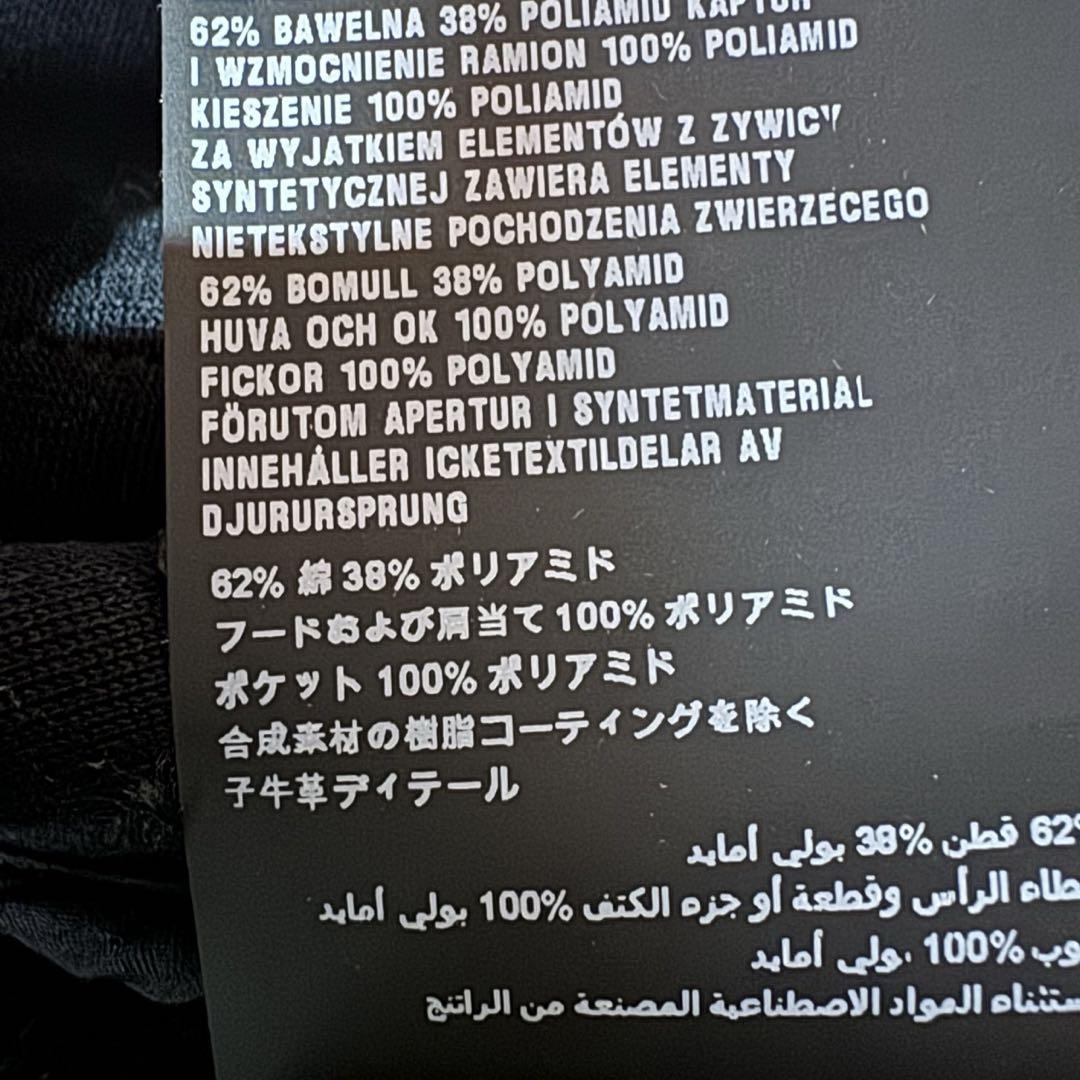 62% BAWELNA 38% POLIAMID KAPTUR
I WZMOCNIENIE RAMION 100% POLIAMID
KIESZENIE 100% POLIAMID
ZA WYJATKIEM ELEMENTÓW Z ZYWICY
SYNTETYCZNEJ ZAWIERA ELEMENTY
NIETEKSTYLNE POCHODZENIA ZWIERZECEGO
62% BOMULL 38% POLYAMID
HUVA OCH OK 100% POLYAMID
FICKOR 100% POLYAMID
FÖRUTOM APERTUR I SYNTETMATERIAL
INNEHÅLLER ICKETEXTILDELAR AV
DJURURSPRUNG
62% 綿 38% ポリアミド
フードおよび肩当て 100% ポリアミド
ポケット 100% ポリアミド
合成素材の樹脂コーティングを除く
子牛革ディテール
62% قطن 38% بولي أمايد
الرأس وقطعة أو جزء الكتف 100% بولي أمايد
100% بولي أمايد
المواد الاصطناعية المصنعة من الراتنج